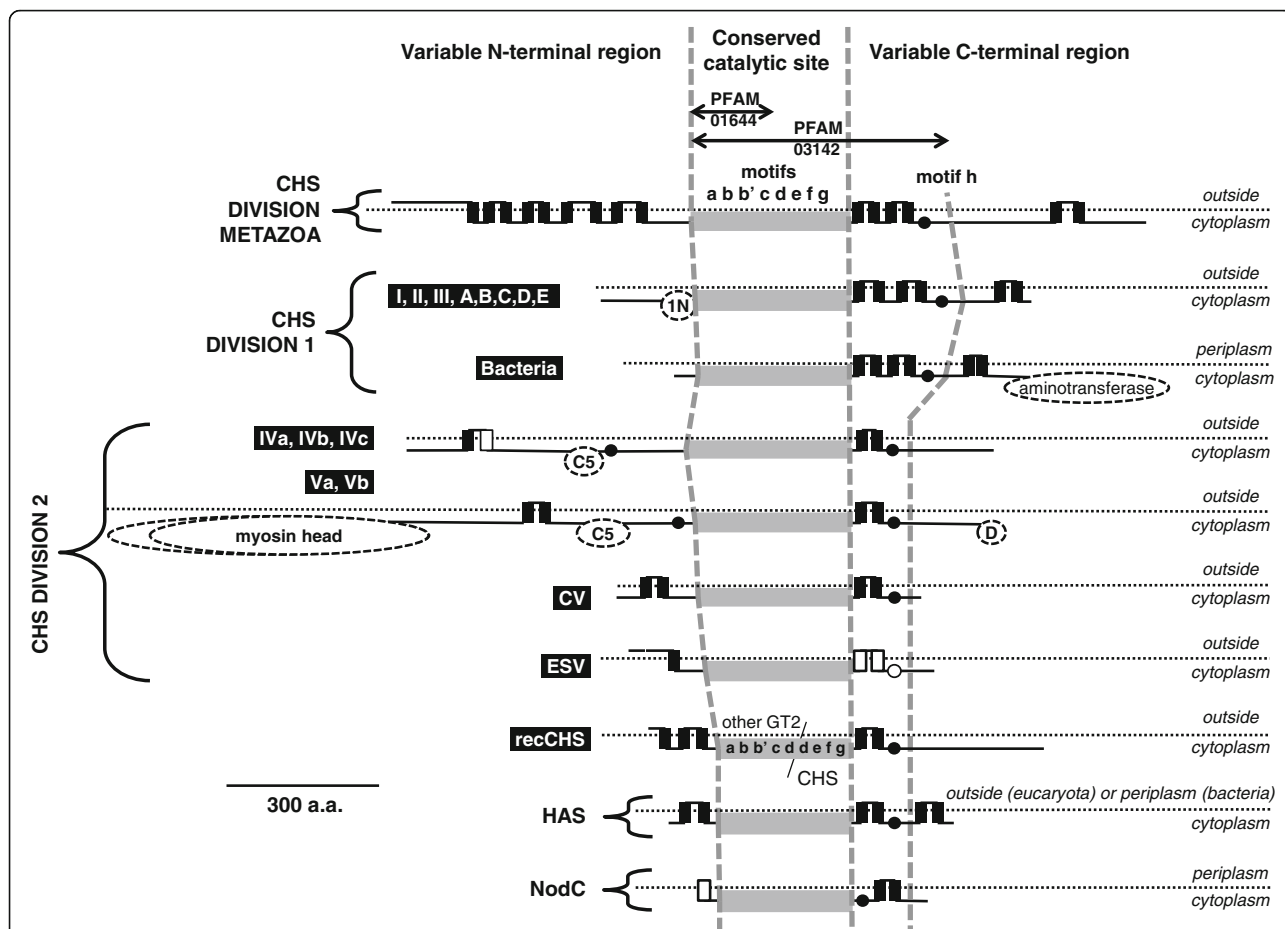 Variable N-terminal region
Conserved
catalytic site
Variable C-terminal region
PFAM
01644
PFAM
03142
motifs
a b b' c d e f g
motif h
CHS
DIVISION
METAZOA
outside
cytoplasm
CHS
DIVISION 1
I, II, III, A,B,C,D,E
1N
outside
cytoplasm
Bacteria
periplasm
cytoplasm
aminotransferase
CHS DIVISION 2
IVa, IVb, IVc
C5
outside
cytoplasm
Va, Vb
myosin head
C5
D
outside
cytoplasm
CV
outside
cytoplasm
ESV
outside
cytoplasm
recCHS
other GT2
a b b' c d d e f g
CHS
outside
cytoplasm
300 a.a.
HAS
outside (eucaryota) or periplasm (bacteria)
cytoplasm
NodC
periplasm
cytoplasm